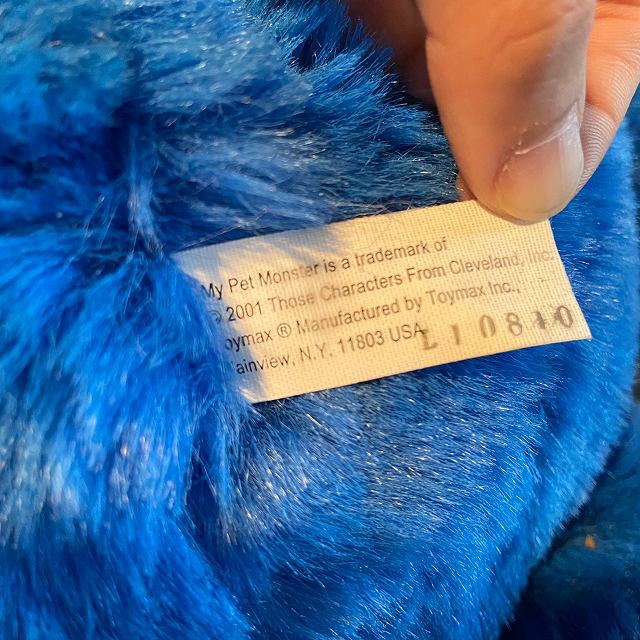 My Pet Monster is a trademark of
© 2001 Those Characters From Cleveland, Inc.
oymax ® Manufactured by Toymax Inc.,
ainview, N.Y. 11803 USA
L10840